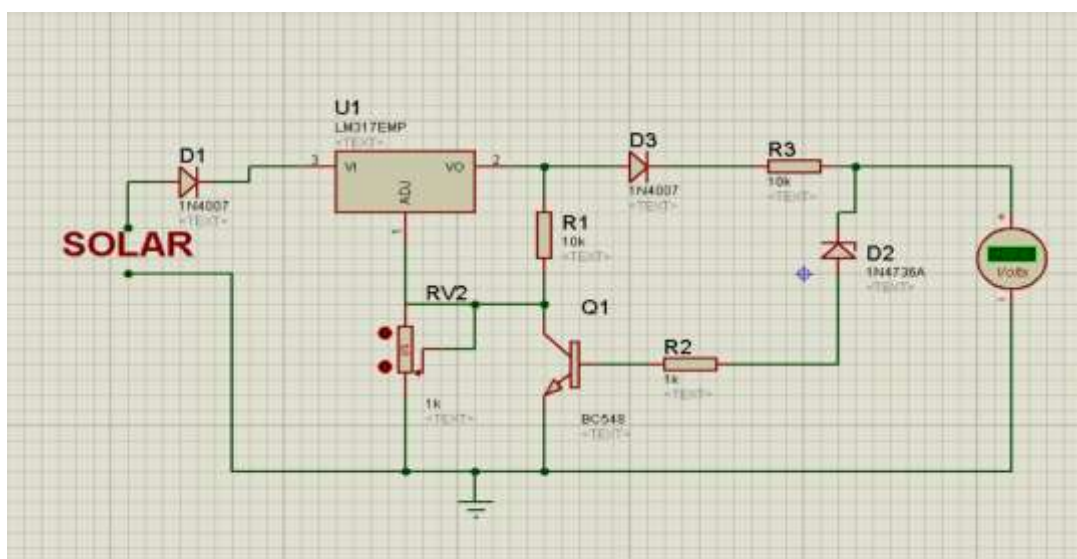 U1
LM317EMP
<TEXT>
D1
1N4007
<TEXT>
3
VI
VO
2
ADJ
1
D3
1N4007
<TEXT>
R3
10k
<TEXT>
R1
10k
<TEXT>
SOLAR
D2
1N4736A
<TEXT>
Volts
RV2
1k
<TEXT>
Q1
BC548
<TEXT>
R2
1k
<TEXT>